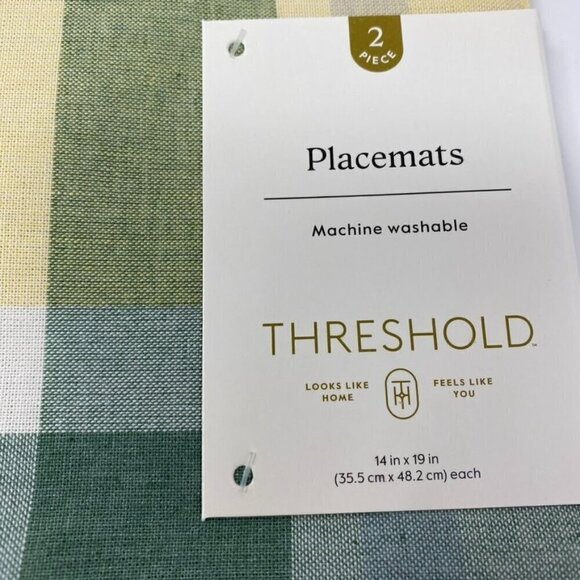 2
PIECE
Placemats
Machine washable
THRESHOLD™
LOOKS LIKE
HOME
FEELS LIKE
YOU
14 in x 19 in
(35.5 cm x 48.2 cm) each